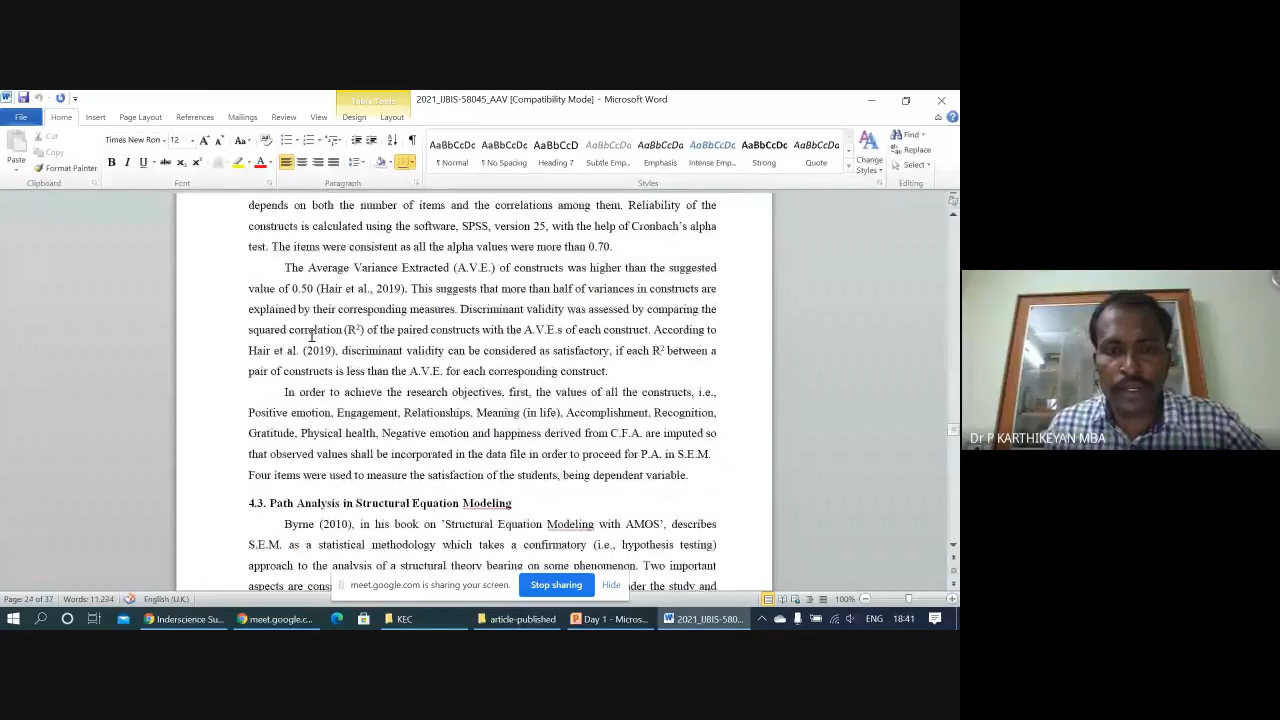 Table Tools
2021_IJBIS-58045_AAV [Compatibility Mode] - Microsoft Word
File Home Insert Page Layout References Mailings Review View Design Layout
Paste
Cut
Copy
Format Painter
Times New Ron 12
AaBbCcDc AaBbCcDc AaBbCcD AaBbCcD AaBbCcD AaBbCcDc AaBbCcDc AaBbCcDc
¶ Normal ¶ No Spacing Heading 7 Subtle Emp... Emphasis Intense Emp... Strong Quote
Change
Styles
Find
Replace
Select
Clipboard Font Paragraph Styles Editing
depends on both the number of items and the correlations among them. Reliability of the
constructs is calculated using the software, SPSS, version 25, with the help of Cronbach's alpha
test. The items were consistent as all the alpha values were more than 0.70.
The Average Variance Extracted (A.V.E.) of constructs was higher than the suggested
value of 0.50 (Hair et al., 2019). This suggests that more than half of variances in constructs are
explained by their corresponding measures. Discriminant validity was assessed by comparing the
squared correlation (R²) of the paired constructs with the A.V.E.s of each construct. According to
Hair et al. (2019), discriminant validity can be considered as satisfactory, if each R² between a
pair of constructs is less than the A.V.E. for each corresponding construct.
In order to achieve the research objectives, first, the values of all the constructs, i.e.,
Positive emotion, Engagement, Relationships, Meaning (in life), Accomplishment, Recognition,
Gratitude, Physical health, Negative emotion and happiness derived from C.F.A. are imputed so
that observed values shall be incorporated in the data file in order to proceed for P.A. in S.E.M.
Four items were used to measure the satisfaction of the students, being dependent variable.
4.3. Path Analysis in Structural Equation Modeling
Byrne (2010), in his book on 'Structural Equation Modeling with AMOS', describes
S.E.M. as a statistical methodology which takes a confirmatory (i.e., hypothesis testing)
approach to the analysis of a structural theory bearing on some phenomenon. Two important
aspects are cons
der the study and
meet.google.com is sharing your screen. Stop sharing Hide
Page: 24 of 37 Words: 11,234 English (U.K.) 100%
Inderscience Su... meet.google.c... KEC article-published Day 1 - Micros... 2021_IJBIS-580... ENG 18:41
Dr P KARTHIKEYAN MBA